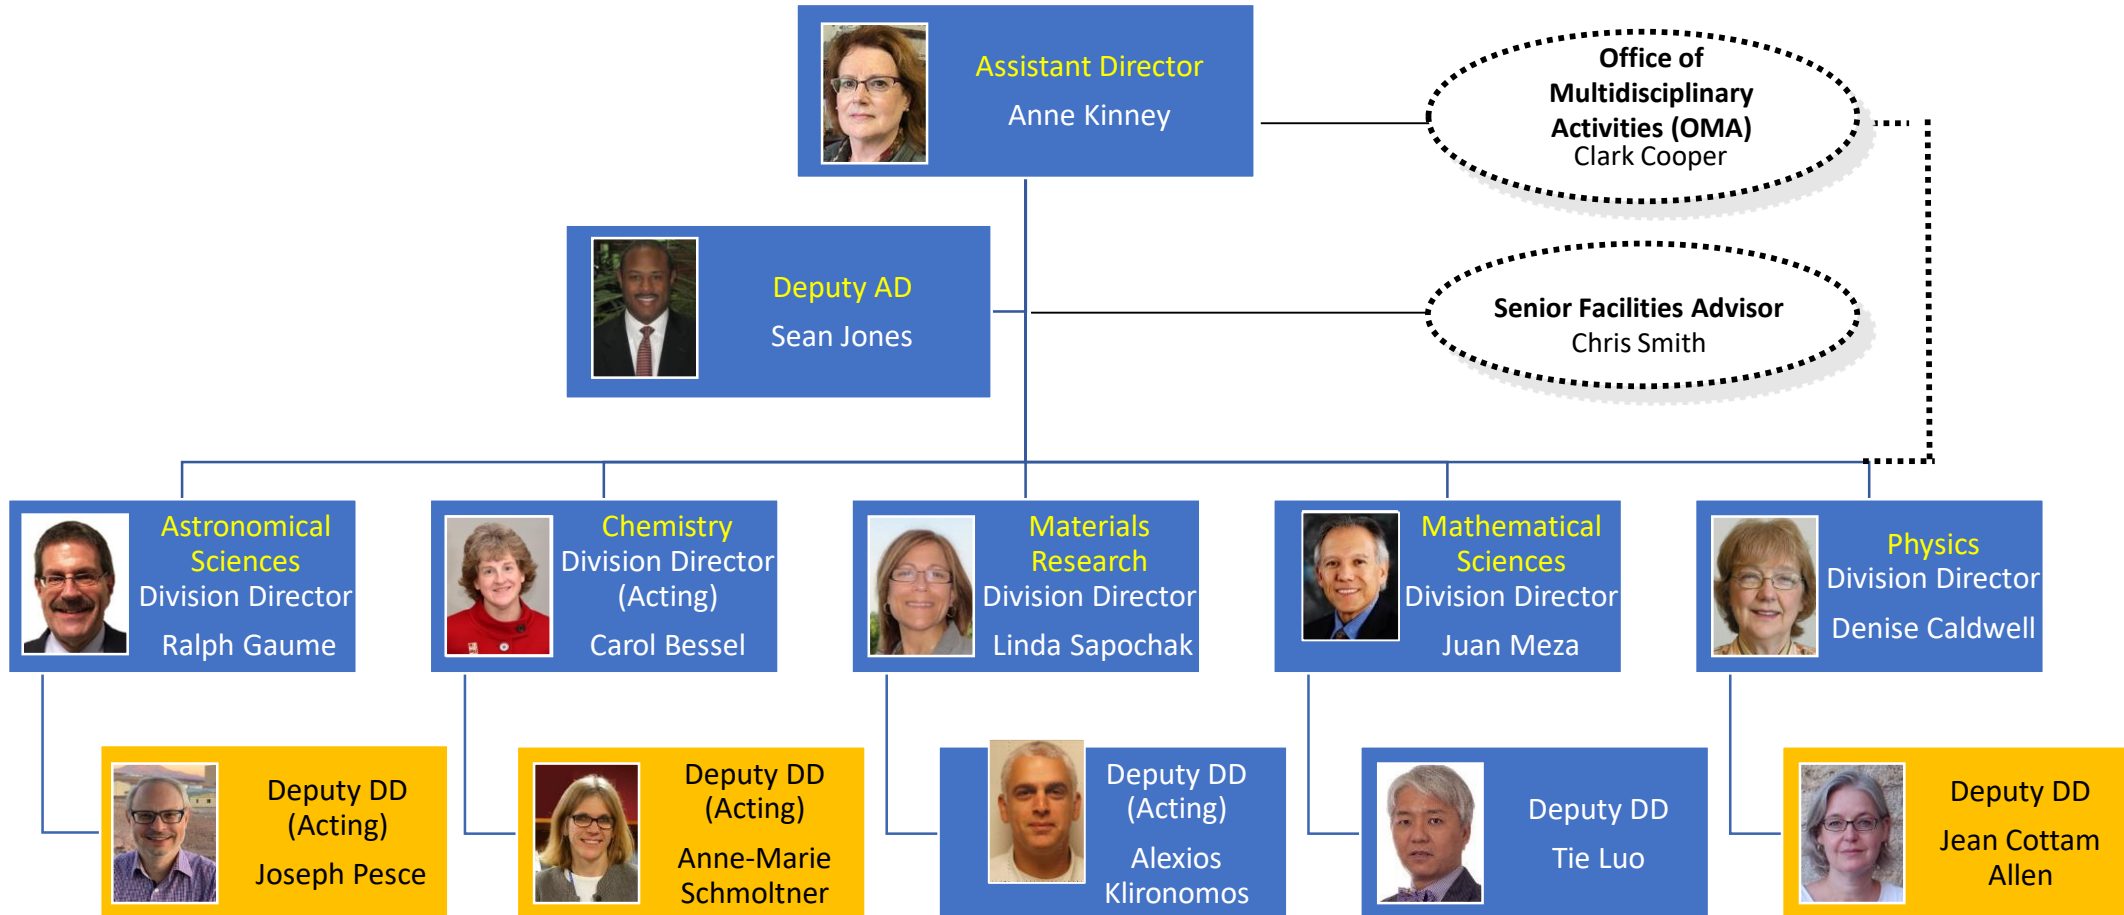 Assistant Director
Anne Kinney
Office of
Multidisciplinary
Activities (OMA)
Clark Cooper
Deputy AD
Sean Jones
Senior Facilities Advisor
Chris Smith
Astronomical
Sciences
Division Director
Ralph Gaume
Chemistry
Division Director
(Acting)
Carol Bessel
Materials
Research
Division Director
Linda Sapochak
Mathematical
Sciences
Division Director
Juan Meza
Physics
Division Director
Denise Caldwell
Deputy DD
(Acting)
Joseph Pesce
Deputy DD
(Acting)
Anne-Marie
Schmoltner
Deputy DD
(Acting)
Alexios
Klironomos
Deputy DD
Tie Luo
Deputy DD
Jean Cottam
Allen